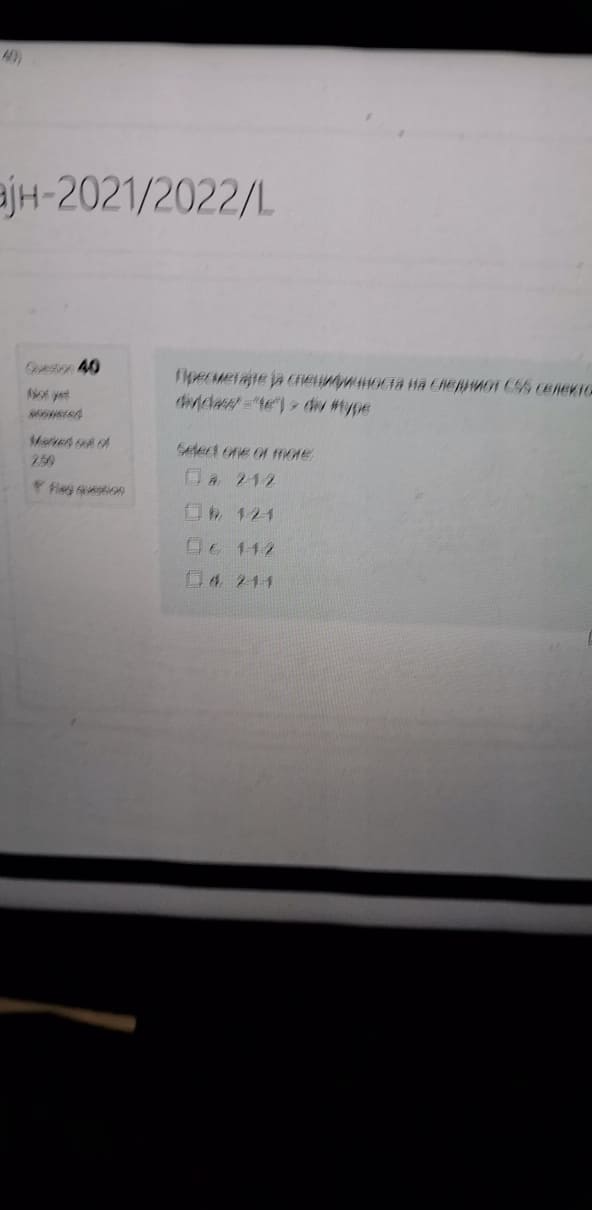 40)
ајн-2021/2022/L
Question 40
Not yet
answered
Marked out of
2.50
Flag question
Пресметајте ја специфичноста на следниот CSS селекто
div[class^="te"] > div #type
Select one or more:
a. 2-1-2
b. 1-2-1
c. 1-1-2
d. 2-1-1